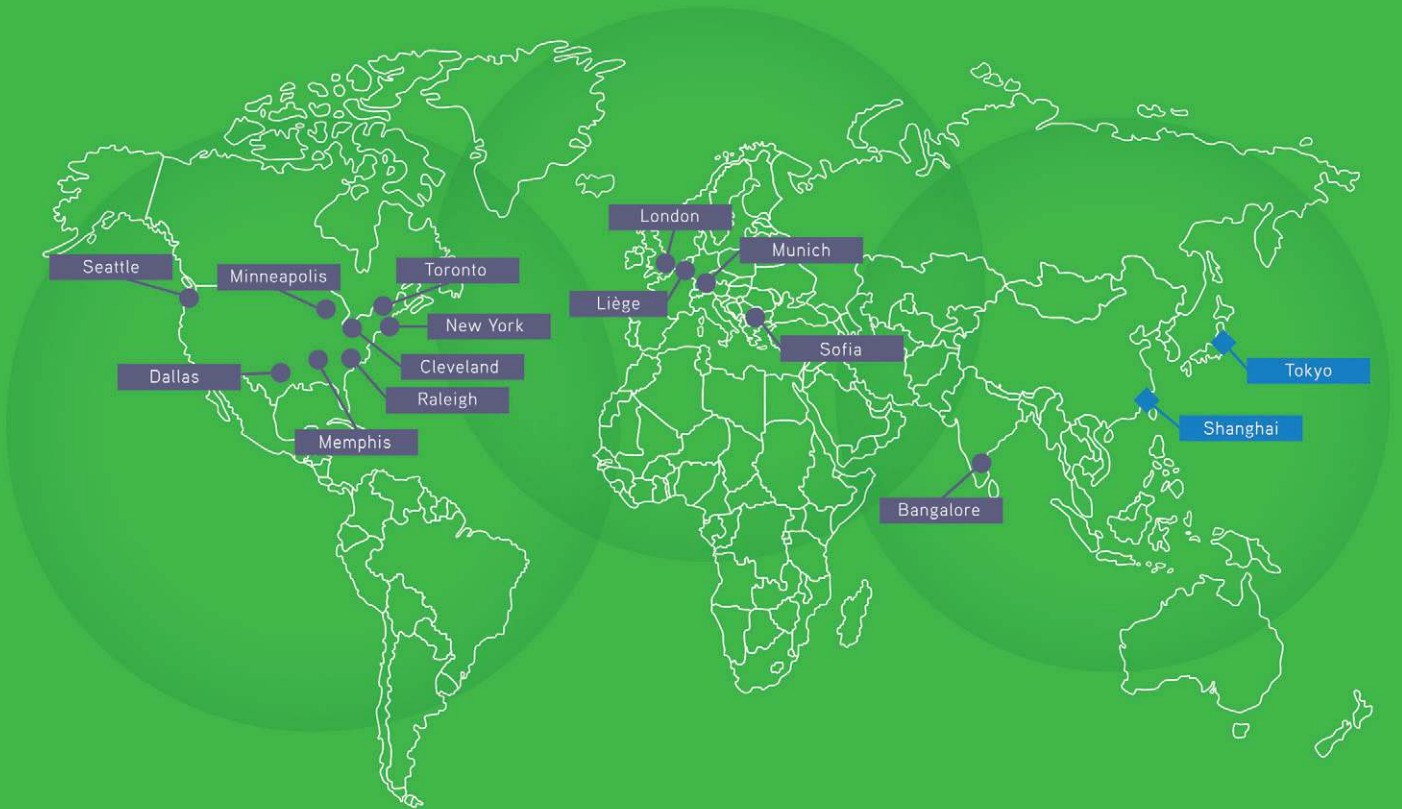 London
Munich
Seattle
Minneapolis
Toronto
Liège
New York
Sofia
Cleveland
Dallas
Tokyo
Raleigh
Shanghai
Memphis
Bangalore